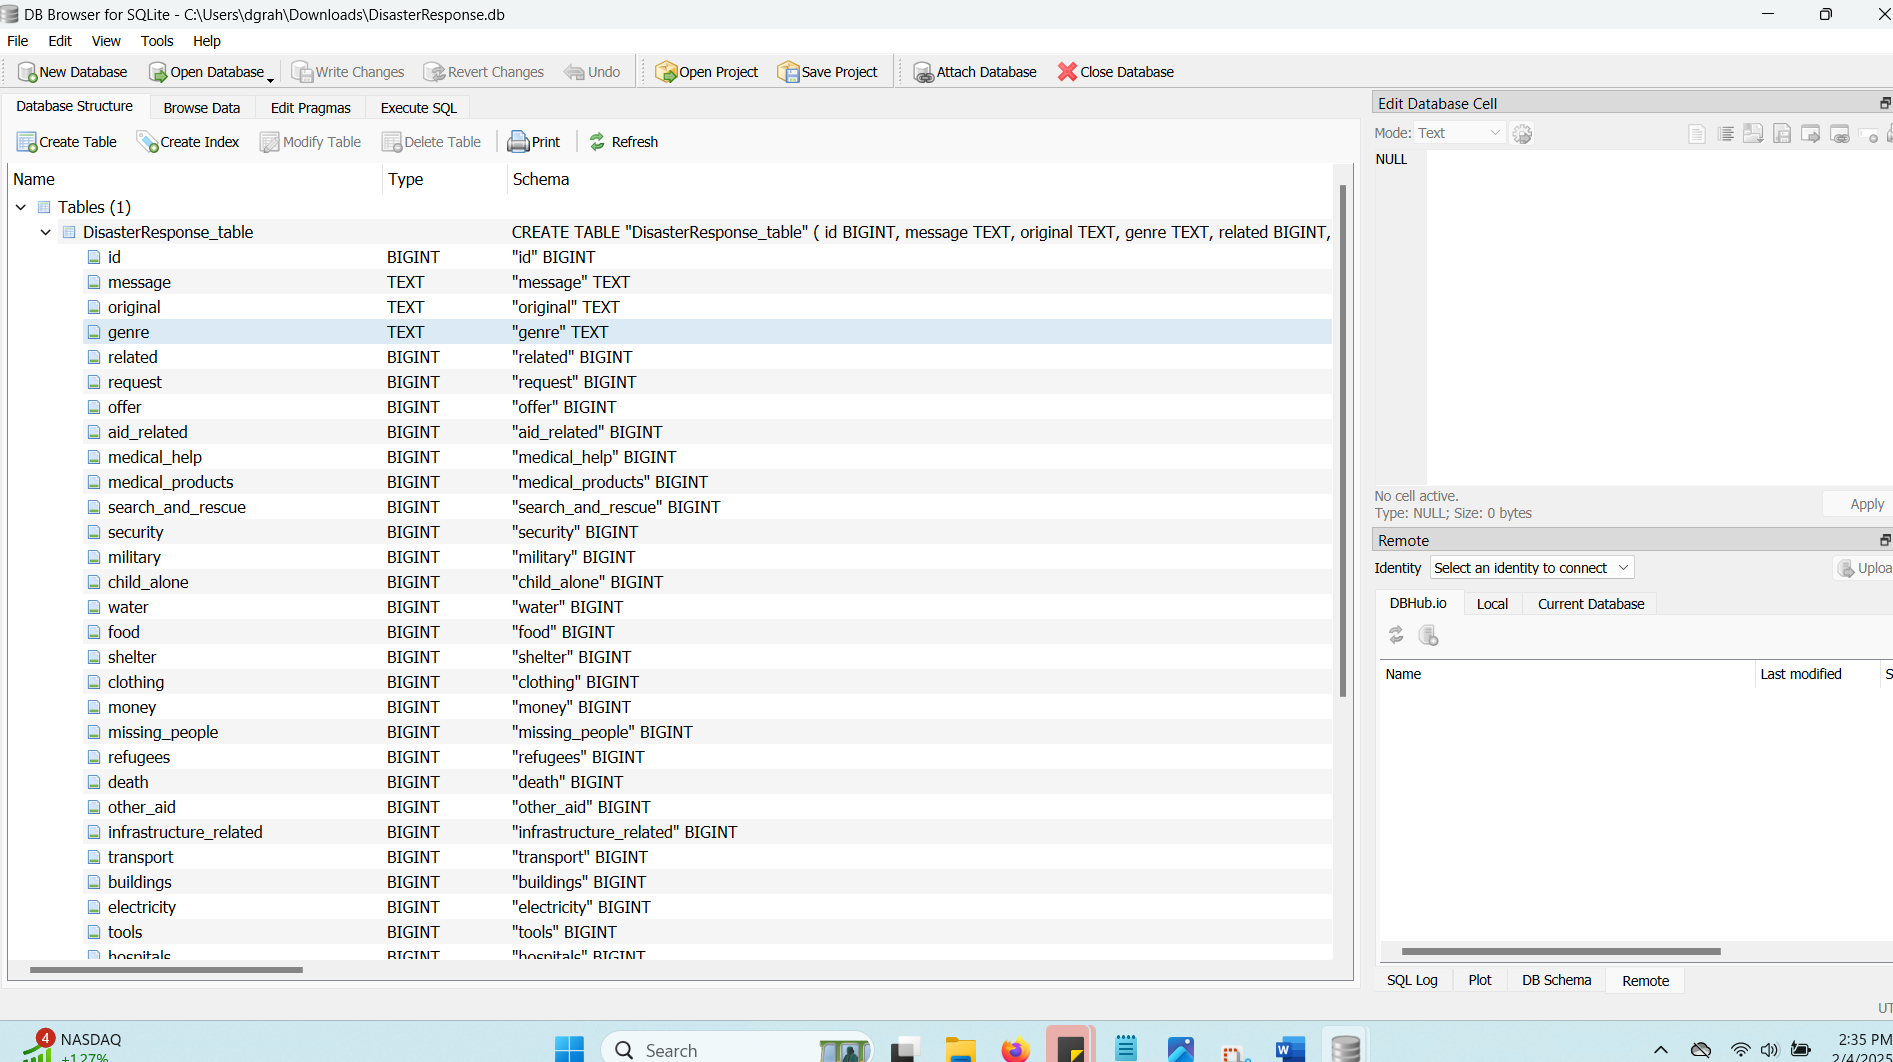 DB Browser for SQLite - C:\Users\dgrah\Downloads\DisasterResponse.db
File Edit View Tools Help
New Database Open Database Write Changes Revert Changes Undo Open Project Save Project Attach Database Close Database
Database Structure Browse Data Edit Pragmas Execute SQL
Create Table Create Index Modify Table Delete Table Print Refresh
Name Type Schema
Tables (1)
DisasterResponse_table CREATE TABLE "DisasterResponse_table" ( id BIGINT, message TEXT, original TEXT, genre TEXT, related BIGINT,
id BIGINT "id" BIGINT
message TEXT "message" TEXT
original TEXT "original" TEXT
genre TEXT "genre" TEXT
related BIGINT "related" BIGINT
request BIGINT "request" BIGINT
offer BIGINT "offer" BIGINT
aid_related BIGINT "aid_related" BIGINT
medical_help BIGINT "medical_help" BIGINT
medical_products BIGINT "medical_products" BIGINT
search_and_rescue BIGINT "search_and_rescue" BIGINT
security BIGINT "security" BIGINT
military BIGINT "military" BIGINT
child_alone BIGINT "child_alone" BIGINT
water BIGINT "water" BIGINT
food BIGINT "food" BIGINT
shelter BIGINT "shelter" BIGINT
clothing BIGINT "clothing" BIGINT
money BIGINT "money" BIGINT
missing_people BIGINT "missing_people" BIGINT
refugees BIGINT "refugees" BIGINT
death BIGINT "death" BIGINT
other_aid BIGINT "other_aid" BIGINT
infrastructure_related BIGINT "infrastructure_related" BIGINT
transport BIGINT "transport" BIGINT
buildings BIGINT "buildings" BIGINT
electricity BIGINT "electricity" BIGINT
tools BIGINT "tools" BIGINT
hospitals BIGINT "hospitals" BIGINT
Edit Database Cell
Mode: Text
NULL
No cell active.
Type: NULL; Size: 0 bytes
Apply
Remote
Identity Select an identity to connect Uploa
DBHub.io Local Current Database
Name Last modified S
SQL Log Plot DB Schema Remote
UT
4 NASDAQ
+1.27%
Search
W
2:35 PM
2/4/2025